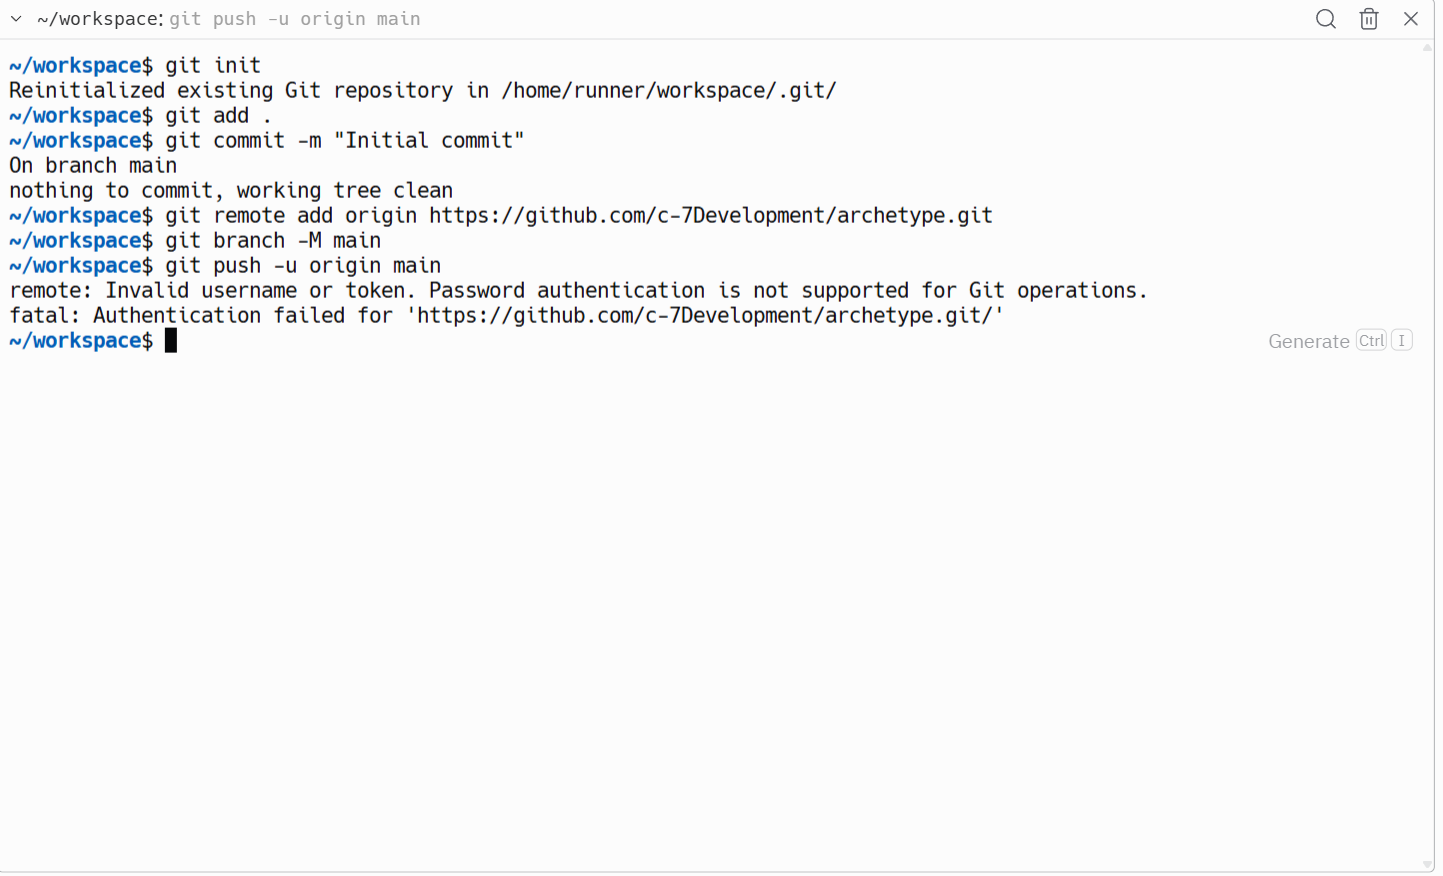 ~/workspace: git push -u origin main
~/workspace$ git init
Reinitialized existing Git repository in /home/runner/workspace/.git/
~/workspace$ git add .
~/workspace$ git commit -m "Initial commit"
On branch main
nothing to commit, working tree clean
~/workspace$ git remote add origin https://github.com/c-7Development/archetype.git
~/workspace$ git branch -M main
~/workspace$ git push -u origin main
remote: Invalid username or token. Password authentication is not supported for Git operations.
fatal: Authentication failed for 'https://github.com/c-7Development/archetype.git/'
~/workspace$
Generate Ctrl I